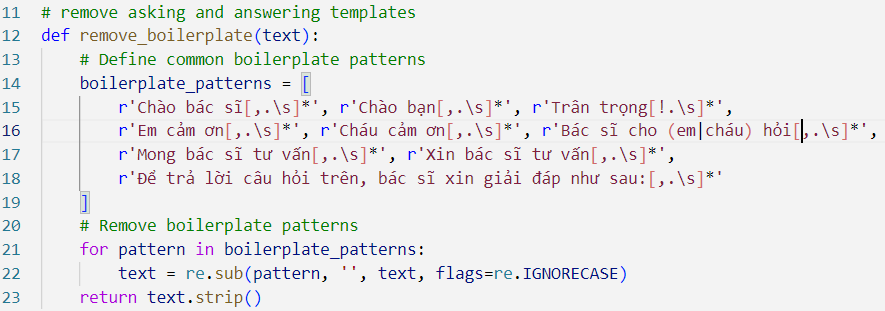 11 # remove asking and answering templates
12 def remove_boilerplate(text):
13     # Define common boilerplate patterns
14     boilerplate_patterns = [
15         r'Chào bác sĩ[,.\s]*', r'Chào bạn[,.\s]*', r'Trân trọng[!.\s]*',
16         r'Em cảm ơn[,.\s]*', r'Cháu cảm ơn[,.\s]*', r'Bác sĩ cho (em|cháu) hỏi[,.\s]*',
17         r'Mong bác sĩ tư vấn[,.\s]*', r'Xin bác sĩ tư vấn[,.\s]*',
18         r'Để trả lời câu hỏi trên, bác sĩ xin giải đáp như sau:[,.\s]*'
19     ]
20     # Remove boilerplate patterns
21     for pattern in boilerplate_patterns:
22         text = re.sub(pattern, '', text, flags=re.IGNORECASE)
23     return text.strip()